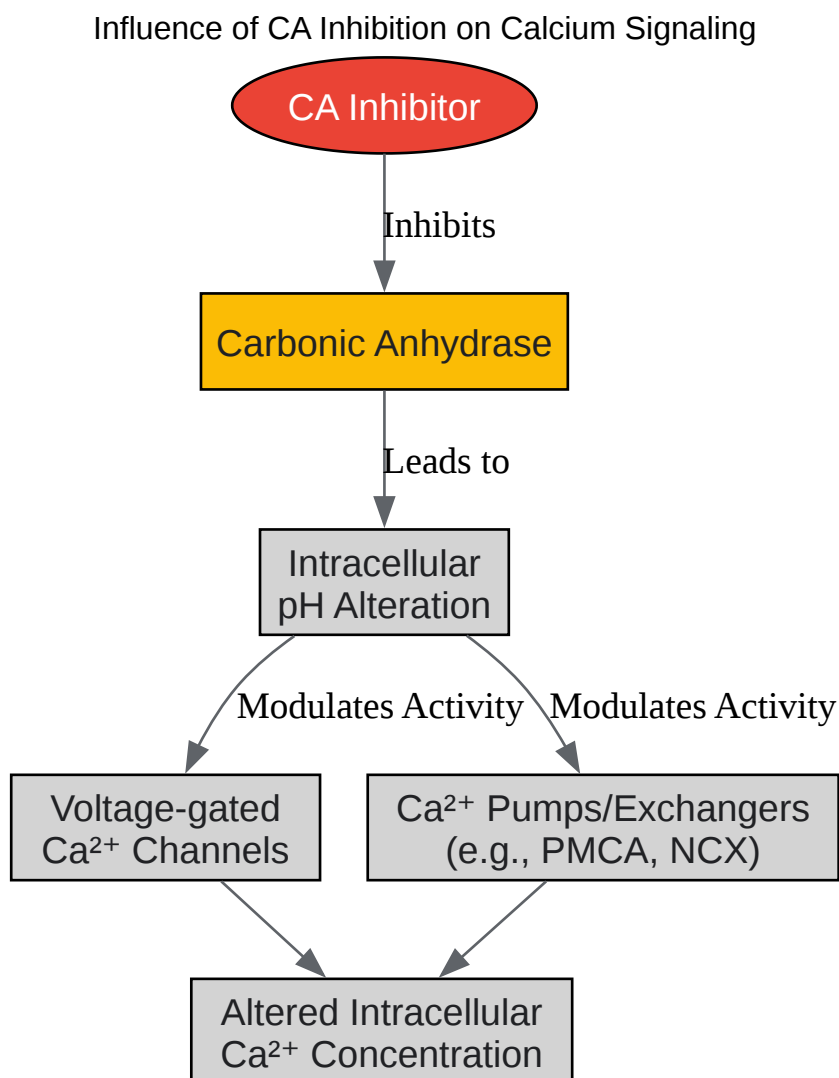 Influence of CA Inhibition on Calcium Signaling
CA Inhibitor
Inhibits
Carbonic Anhydrase
Leads to
Intracellular
pH Alteration
Modulates Activity
Modulates Activity
Voltage-gated
Ca²⁺ Channels
Ca²⁺ Pumps/Exchangers
(e.g., PMCA, NCX)
Altered Intracellular
Ca²⁺ Concentration